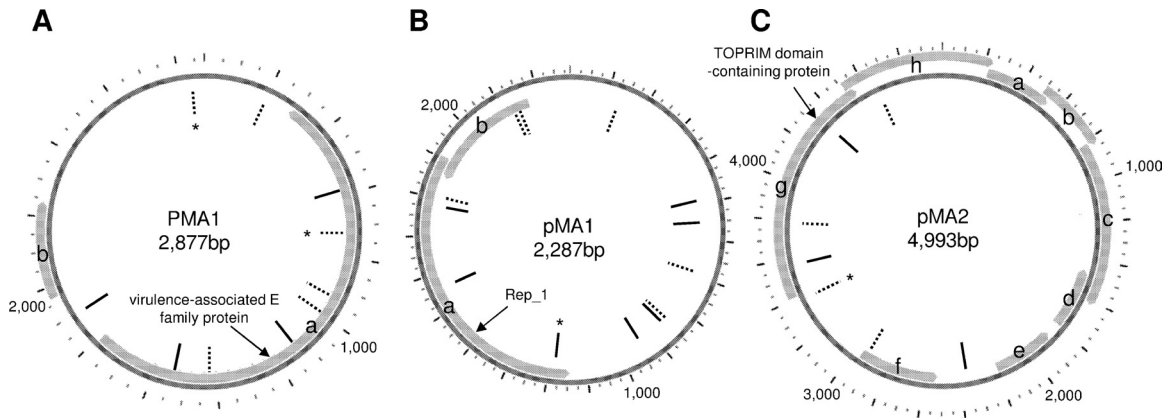 A
B
C
PMA1
2,877bp
*
*
b
2,000
virulence-associated E
family protein
a
1,000
2,000
b
pMA1
2,287bp
a
Rep_1
*
1,000
TOPRIM domain
-containing protein
h
a
b
4,000
1,000
g
c
pMA2
4,993bp
*
d
e
f
3,000
2,000